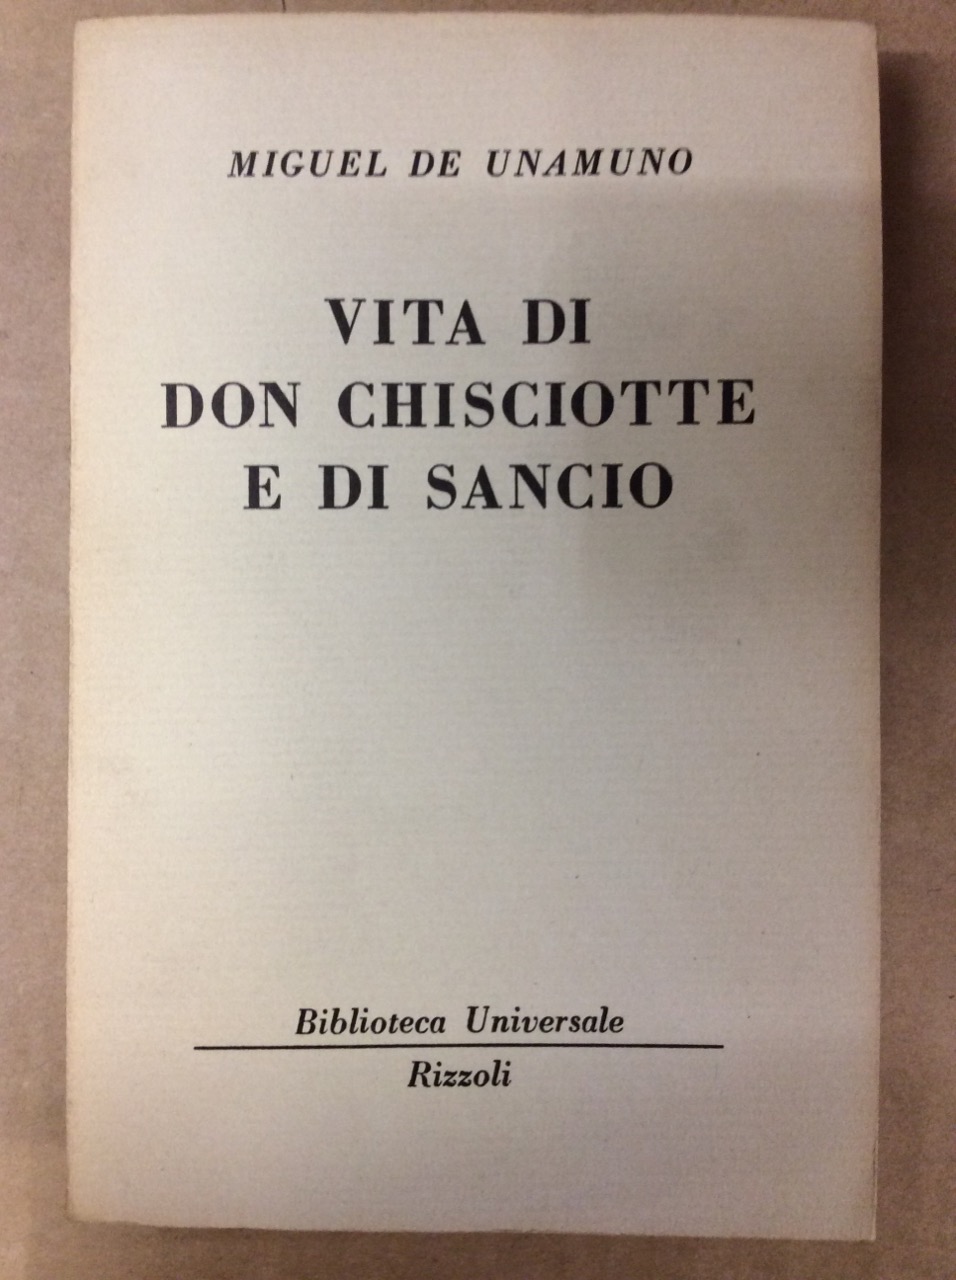 MIGUEL DE UNAMUNO
VITA DI
DON CHISCIOTTE
E DI SANCIO
Biblioteca Universale
Rizzoli